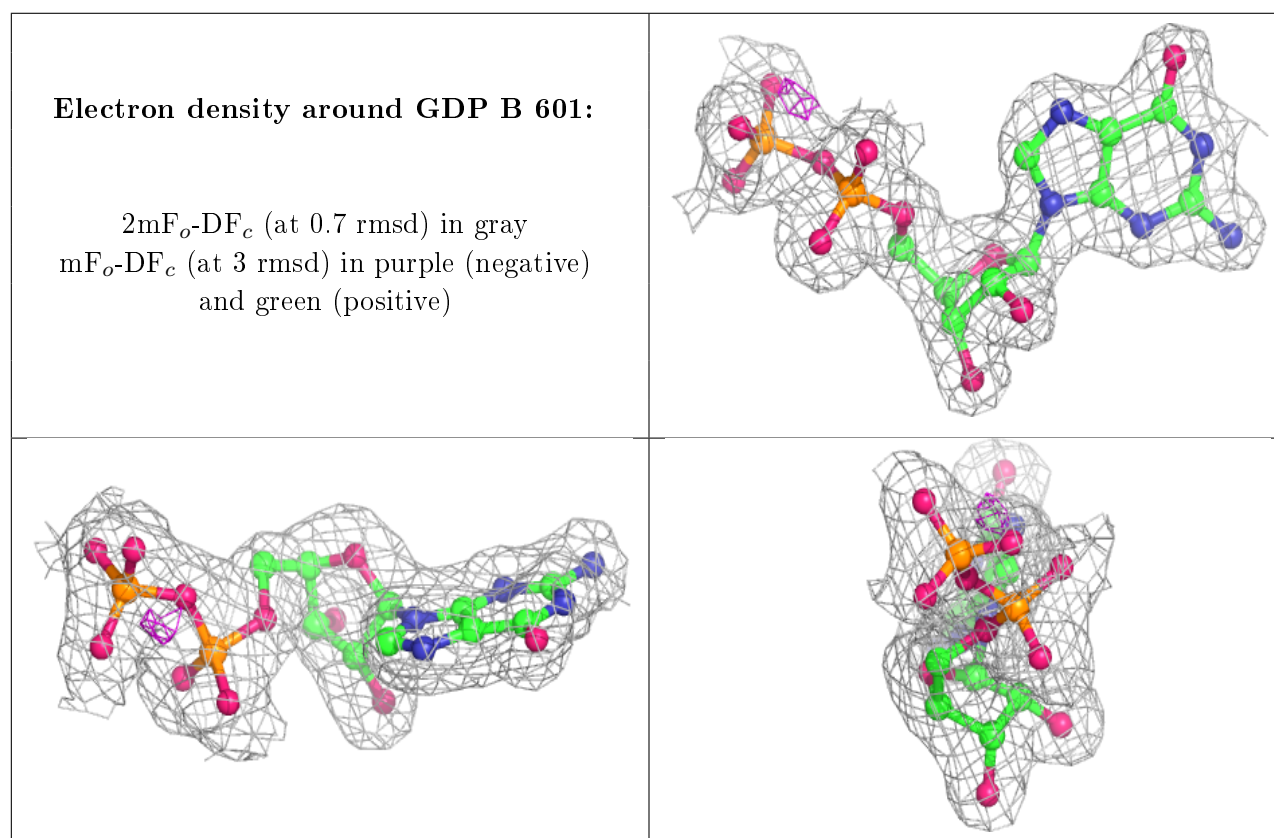 Electron density around GDP B 601:
2mFₒ-DF𝒸 (at 0.7 rmsd) in gray
mFₒ-DF𝒸 (at 3 rmsd) in purple (negative)
and green (positive)